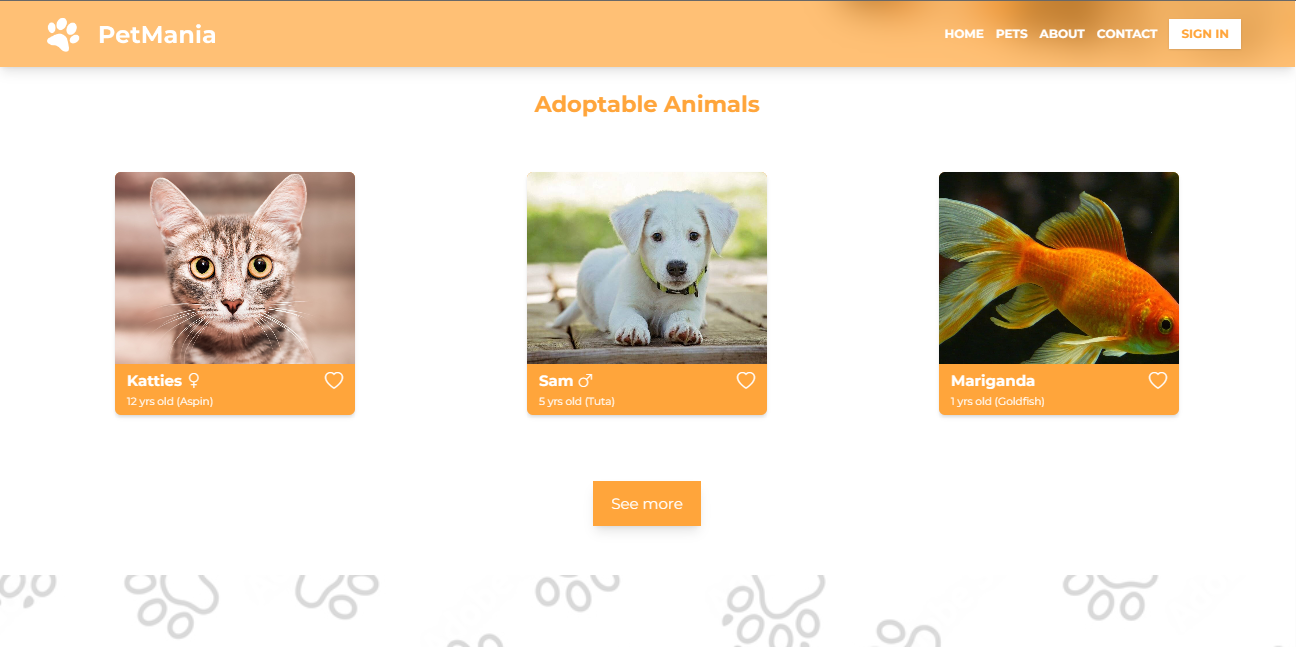 PetMania
HOME PETS ABOUT CONTACT SIGN IN
Adoptable Animals
Katties ♀
12 yrs old (Aspin)
Sam ♂
5 yrs old (Tuta)
Mariganda
1 yrs old (Goldfish)
See more